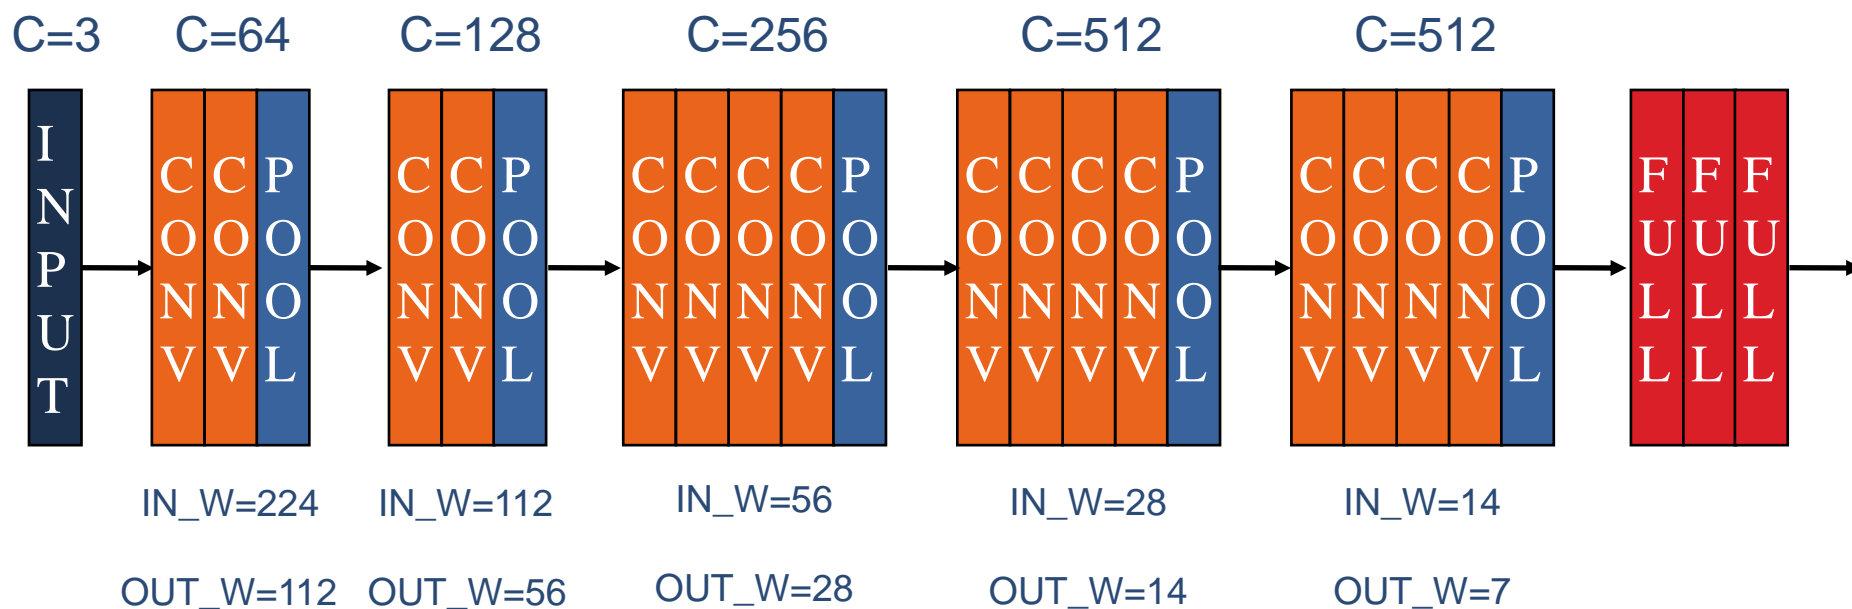 C=3 C=64 C=128 C=256 C=512 C=512
INPUT CONV CONV POOL CONV CONV POOL CONV CONV CONV CONV POOL CONV CONV CONV CONV POOL CONV CONV CONV CONV POOL FULL FULL FULL
IN_W=224 IN_W=112 IN_W=56 IN_W=28 IN_W=14
OUT_W=112 OUT_W=56 OUT_W=28 OUT_W=14 OUT_W=7